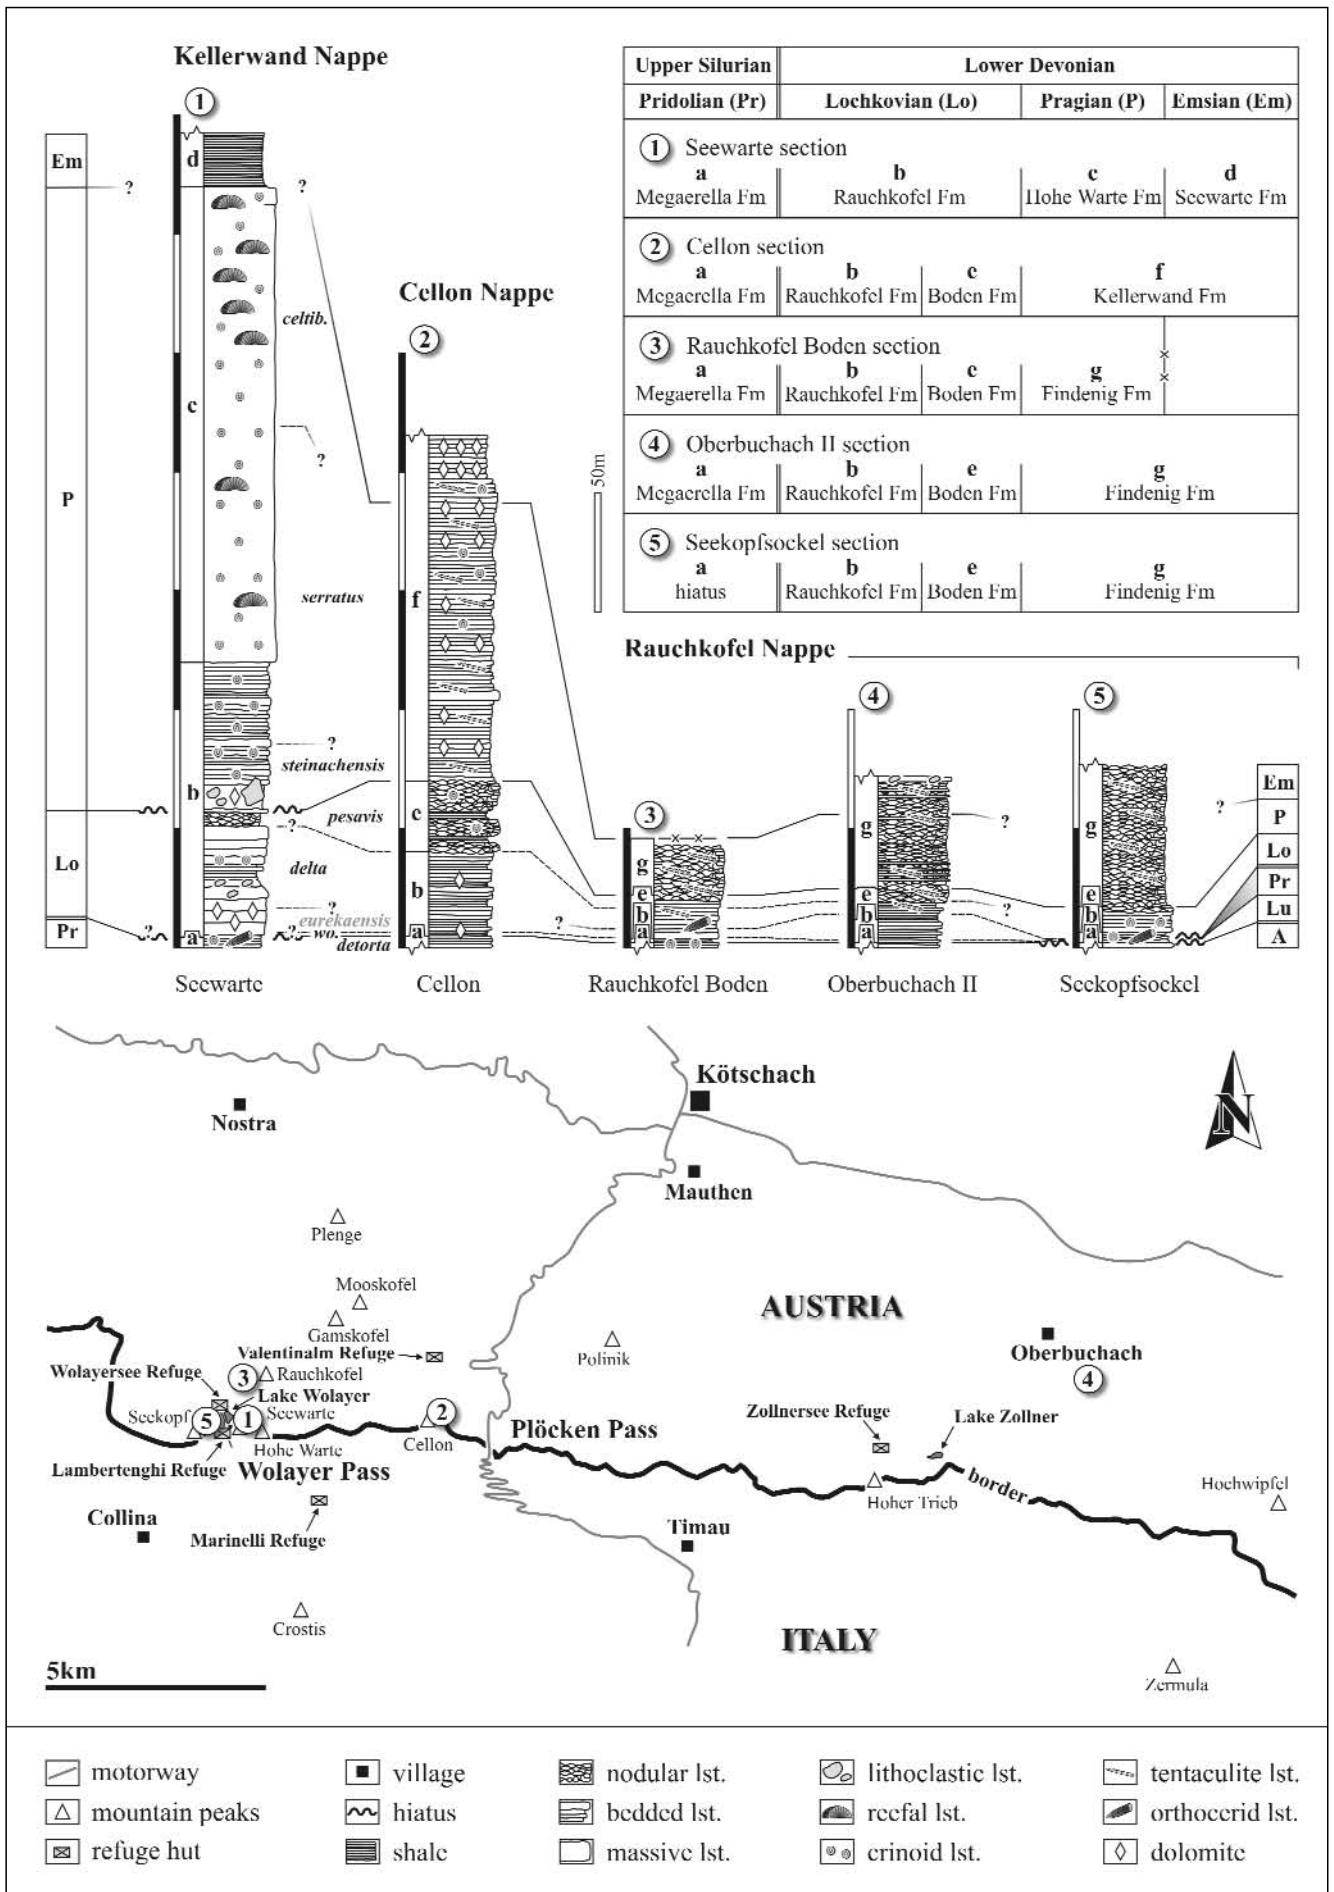 Kellerwand Nappe
1
Em
d
?
?
celtib.
c
?
P
serratus
?
steinachensis
b
pesavis
?
delta
Lo
?
eurekaensis
Pr
?
a
? wo.
detorta
Seewarte
Cellon Nappe
2
f
e
b
a
Cellon
50m
Upper Silurian Lower Devonian
Pridolian (Pr) Lochkovian (Lo) Pragian (P) Emsian (Em)
1 Seewarte section
a b c d
Megaerella Fm Rauchkofel Fm Hohe Warte Fm Seewarte Fm
2 Cellon section
a b e f
Megaerella Fm Rauchkofel Fm Boden Fm Kellerwand Fm
3 Rauchkofel Boden section
a b e g
Megaerella Fm Rauchkofel Fm Boden Fm Findenig Fm
4 Oberbuchach II section
a b e g
Megaerella Fm Rauchkofel Fm Boden Fm Findenig Fm
5 Seekopfsockel section
a b e g
hiatus Rauchkofel Fm Boden Fm Findenig Fm
Rauchkofel Nappe
3
g
e
b
a
?
Rauchkofel Boden
4
g
e
b
a
?
?
Oberbuchach II
5
g
e
b
a
?
Em
P
Lo
Pr
Lu
A
Seekopfsockel
Kötschach
Nostra
N
Mauthen
Plenge
Mooskofel
AUSTRIA
Gamskofel
Valentinalm Refuge
Polinik
Oberbuchach
4
Wolayersee Refuge
3
Rauchkofel
Lake Wolayer
Seekopf
5
1
Seewarte
2
Plöcken Pass
Zollnersee Refuge
Lake Zollner
Hohe Warte
Cellon
Lambertenghi Refuge
Wolayer Pass
border
Hochwipfel
Hoher Trieb
Collina
Marinelli Refuge
Timau
Crostis
ITALY
5km
Zermula
motorway village nodular lst. lithoclastic lst. tentaculite lst.
mountain peaks hiatus bedded lst. reefal lst. orthocerid lst.
refuge hut shale massive lst. crinoid lst. dolomite